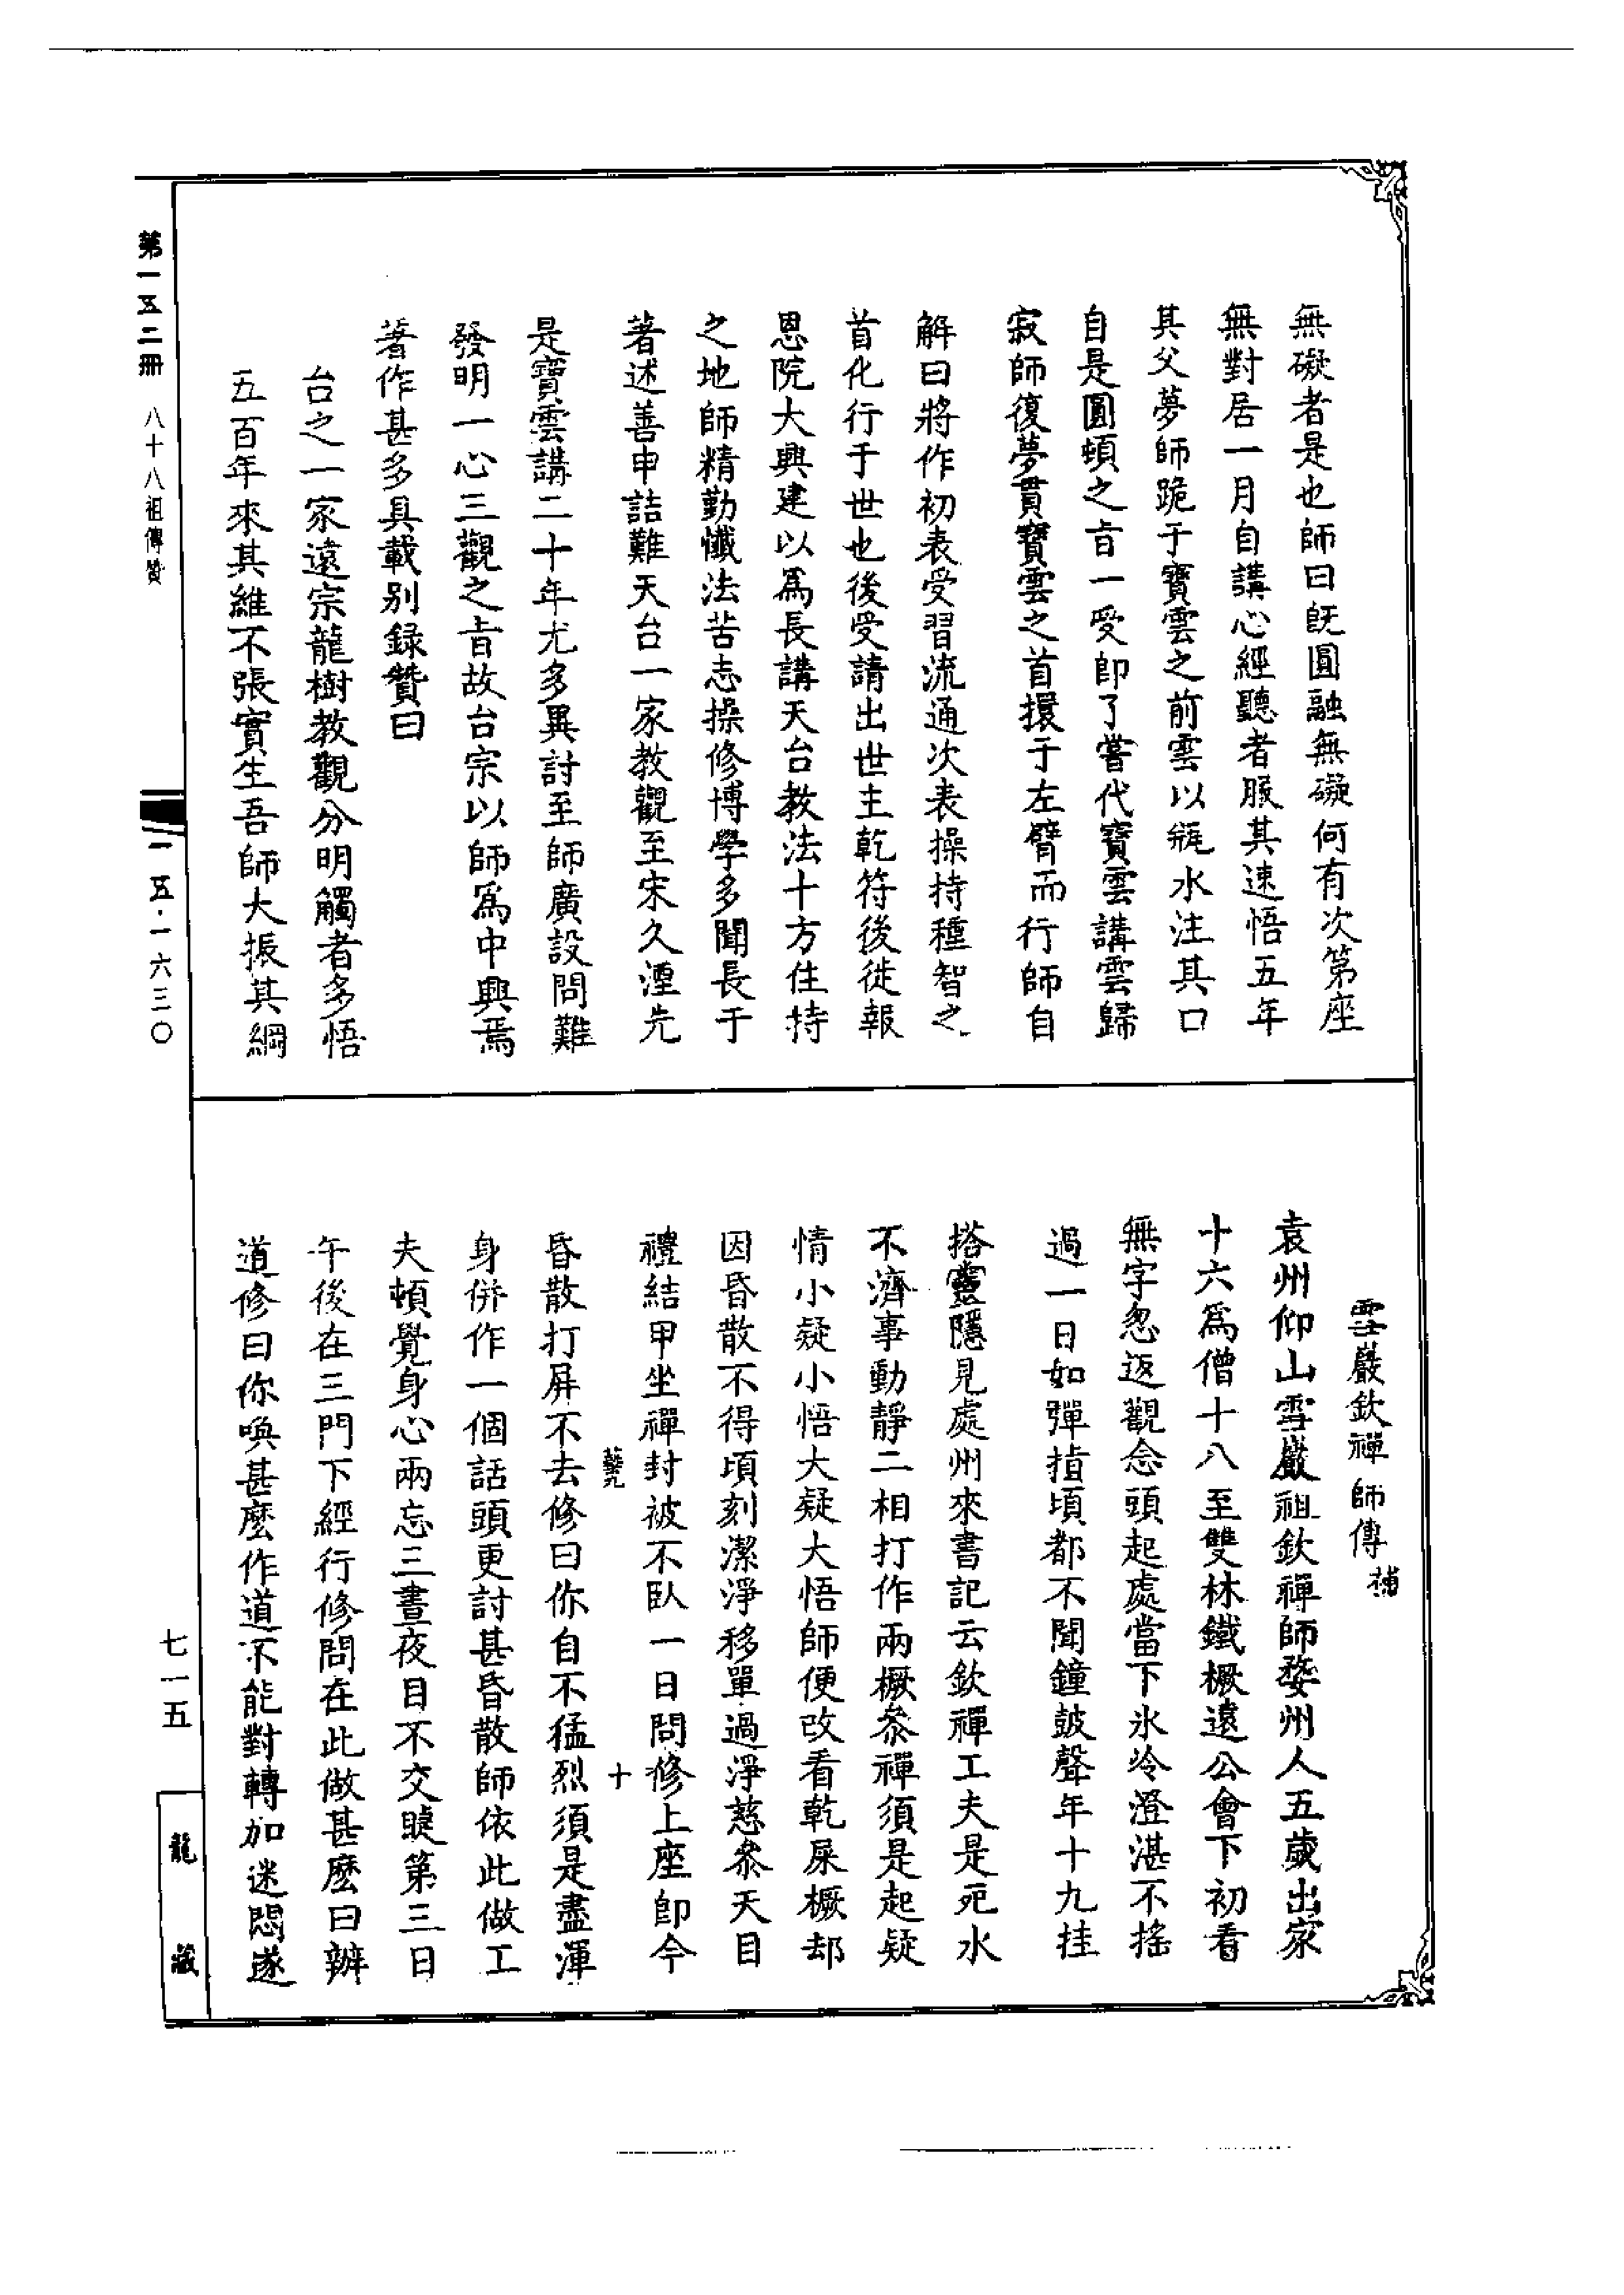 無礙者是也師曰旣圓融無礙何有次第座
無對居一月自講心經聽者服其速悟五年
其父夢師跪于寶雲之前雲以瓶水注其口
自是圓頓之旨一受卽了嘗代寶雲講雲歸
寂師復夢貫寶雲之首擐于左臂而行師自
解曰將作初表受習流通次表操持種智之
首化行于世也後受請出世主乾符後徙報
恩院大興建以爲長講天台教法十方住持
之地師精勤懺法苦志操修博學多聞長于
著述善申詰難天台一家教觀至宋久湮先
是寶雲講二十年尤多異討至師廣設問難
發明一心三觀之旨故台宗以師爲中興焉
著作甚多具載别録贊曰
台之一家遠宗龍樹教觀分明觸者多悟
五百年來其維不張實生吾師大振其綱
雪巖欽禪師傳補
袁州仰山雪巖祖欽禪師婺州人五歲出家
十六爲僧十八至雙林鐵橛遠公會下初看
無字忽返觀念頭起處當下氷冷澄湛不搖
過一日如彈指頃都不聞鐘鼓聲年十九挂
搭靈隱見處州來書記云欽禪工夫是死水
不濟事動靜二相打作兩橛叅禪須是起疑
情小疑小悟大疑大悟師便改看乾屎橛却
因昏散不得頃刻潔淨移單過淨慈叅天目
禮結甲坐禪封被不臥一日問修上座卽今
十
昏散打屏不去修曰你自不猛烈須是盡渾
身併作一個話頭更討甚昏散師依此做工
夫頓覺身心兩忘三晝夜目不交睫第三日
午後在三門下經行修問在此做甚麽曰辦
道修曰你喚甚麽作道不能對轉加迷悶遂
第一五二冊 八十八祖傳贊
一一五·一六三〇
七一五
龍藏